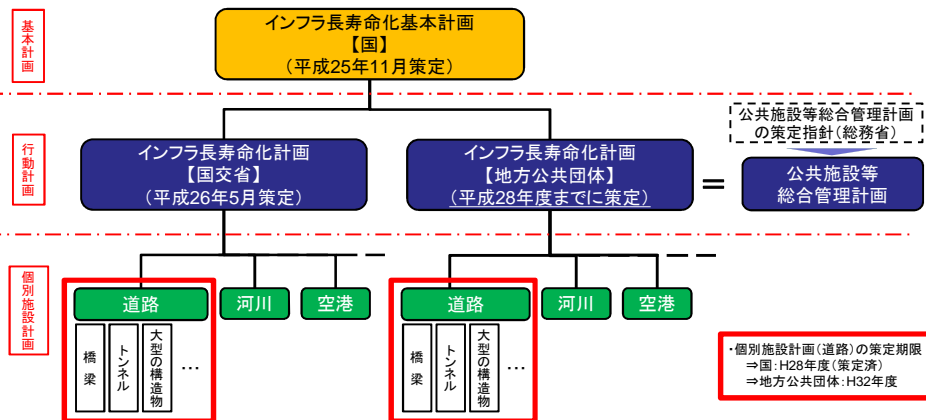 基本計画
インフラ長寿命化基本計画
【国】
(平成25年11月策定)
公共施設等総合管理計画
の策定指針(総務省)
行動計画
インフラ長寿命化計画
【国交省】
(平成26年5月策定)
インフラ長寿命化計画
【地方公共団体】
(平成28年度までに策定)
=
公共施設等
総合管理計画
個別施設計画
道路
河川
空港
道路
河川
空港
橋梁
トンネル
大型の構造物
…
橋梁
トンネル
大型の構造物
…
・個別施設計画(道路)の策定期限
⇒国:H28年度(策定済)
⇒地方公共団体:H32年度